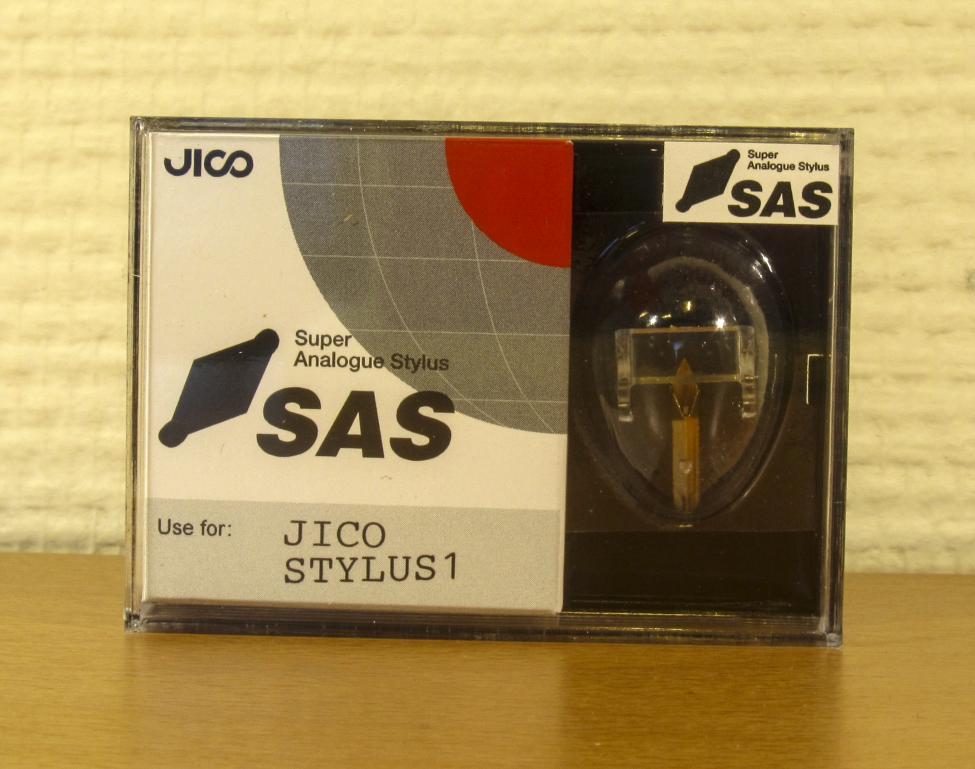 JICO
Super
Analogue Stylus
SAS
Use for:
JICO
STYLUS1
Super
Analogue Stylus
SAS